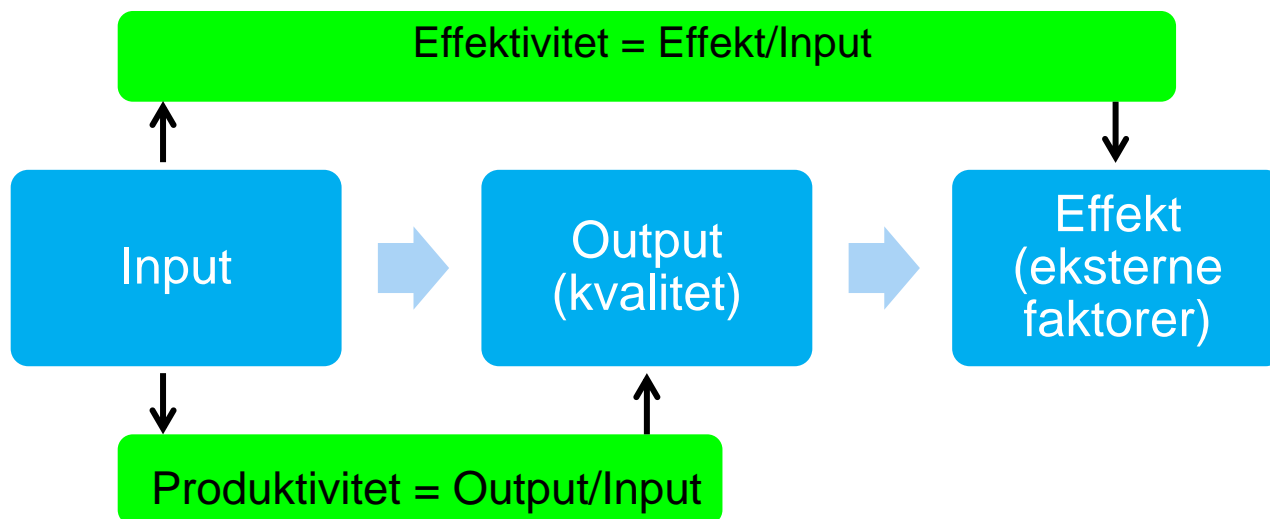 Effektivitet = Effekt/Input
Input
Output
(kvalitet)
Effekt
(eksterne
faktorer)
Produktivitet = Output/Input